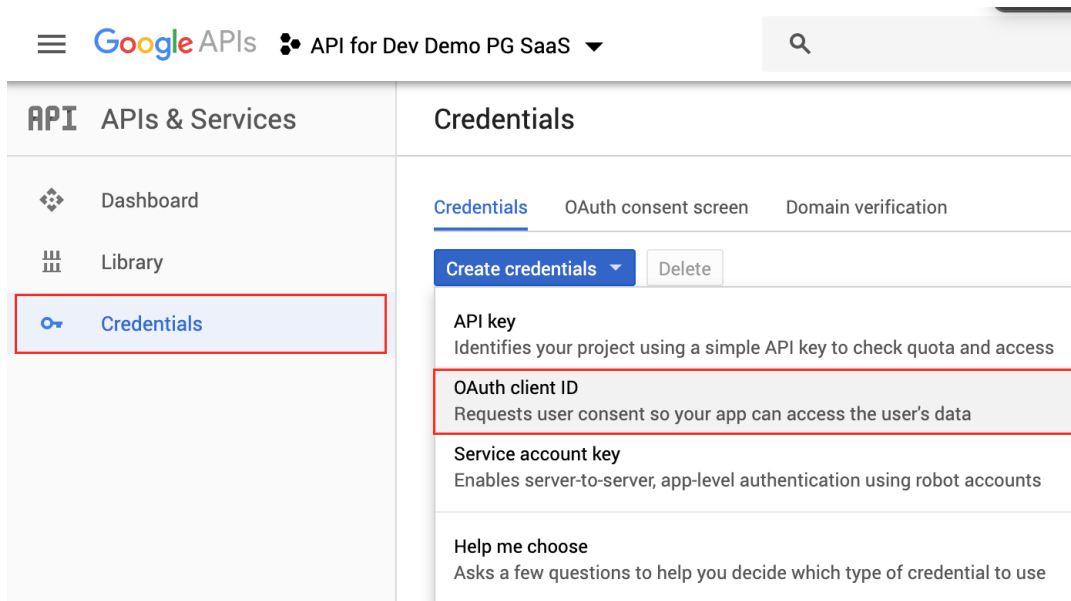 Google APIs API for Dev Demo PG SaaS
API APIs & Services
Dashboard
Library
Credentials
Credentials
Credentials OAuth consent screen Domain verification
Create credentials Delete
API key
Identifies your project using a simple API key to check quota and access
OAuth client ID
Requests user consent so your app can access the user's data
Service account key
Enables server-to-server, app-level authentication using robot accounts
Help me choose
Asks a few questions to help you decide which type of credential to use